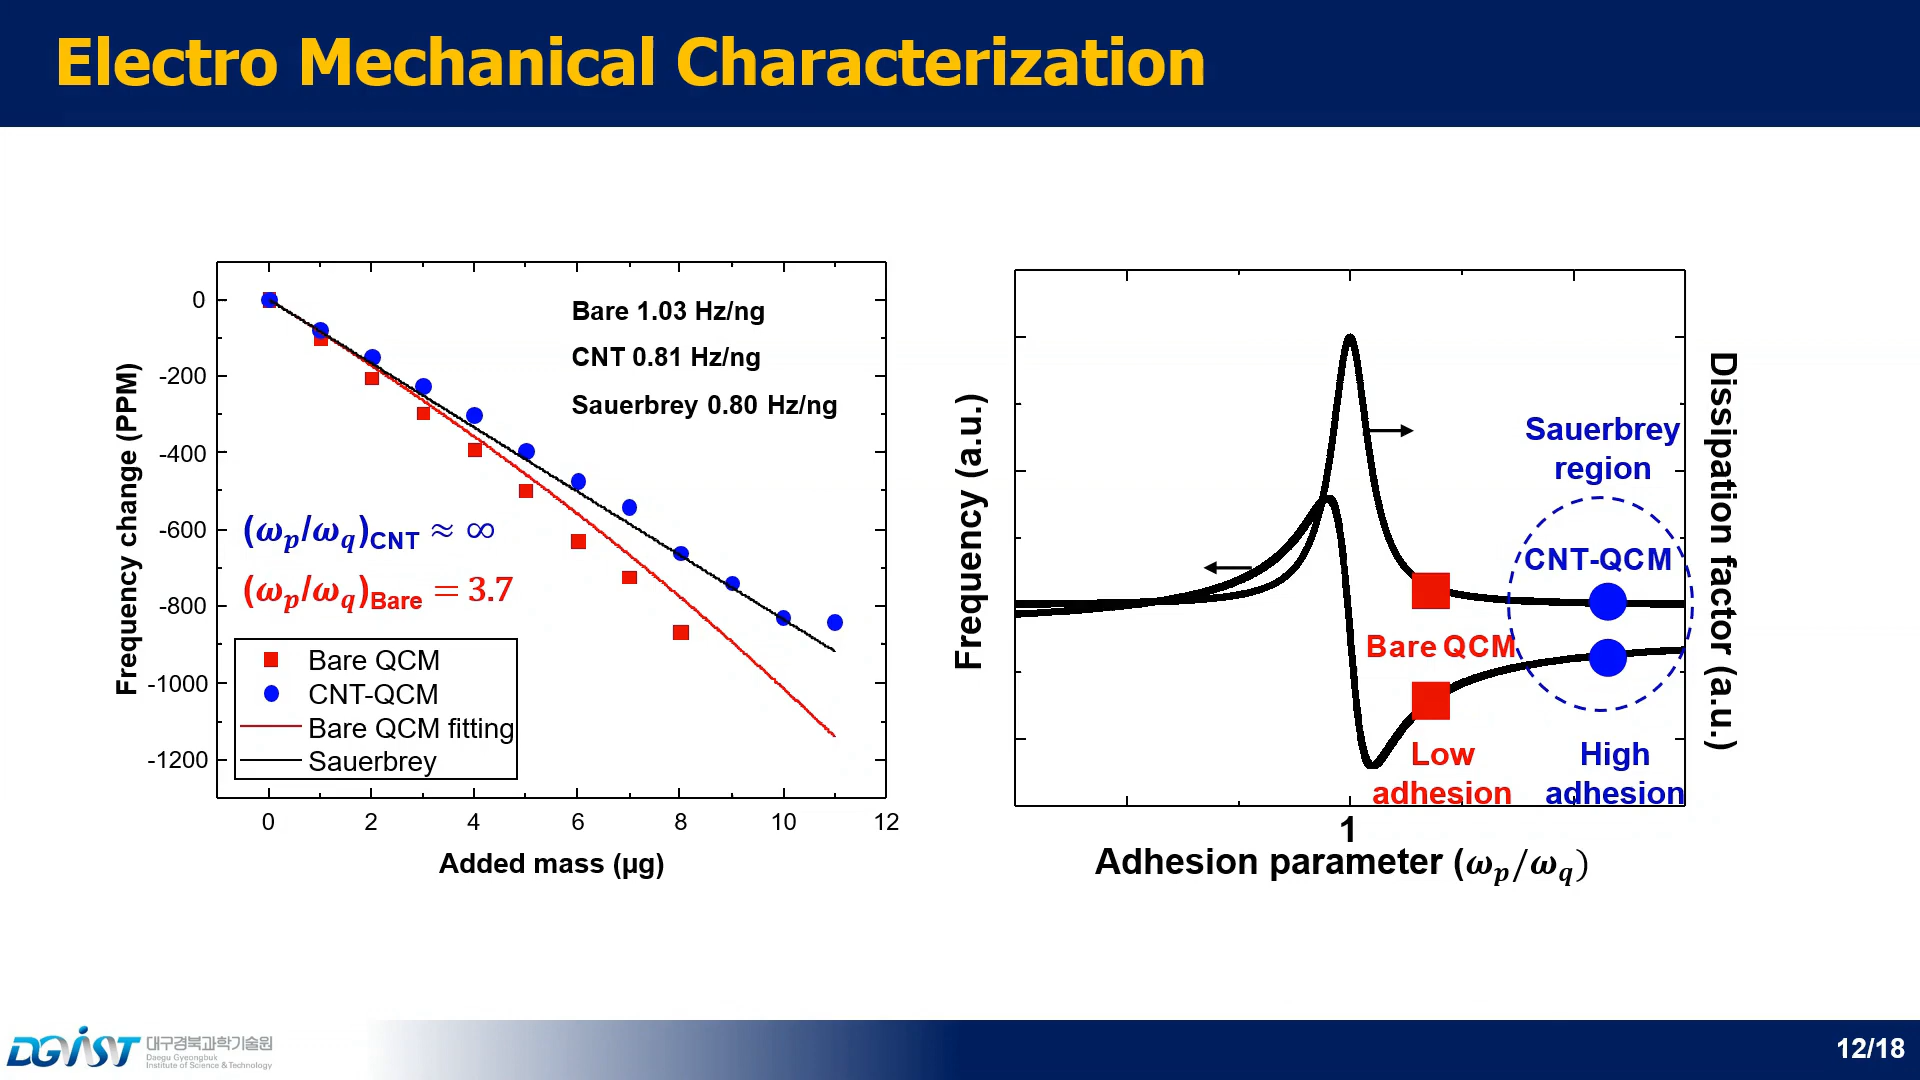 Electro Mechanical Characterization
Frequency change (PPM)
0
-200
-400
-600
-800
-1000
-1200
Bare 1.03 Hz/ng
CNT 0.81 Hz/ng
Sauerbrey 0.80 Hz/ng
(ωp/ωq)CNT ≈ ∞
(ωp/ωq)Bare = 3.7
Bare QCM
CNT-QCM
Bare QCM fitting
Sauerbrey
0 2 4 6 8 10 12
Added mass (µg)
Frequency (a.u.)
Dissipation factor (a.u.)
Sauerbrey
region
CNT-QCM
Bare QCM
Low
adhesion
High
adhesion
1
Adhesion parameter (ωp/ωq)
DGIST
대구경북과학기술원
Daegu Gyeongbuk
Institute of Science & Technology
12/18